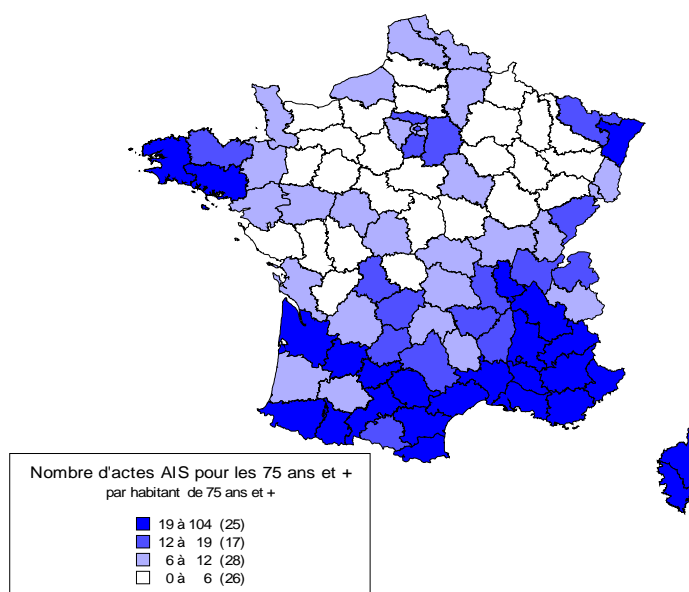 Nombre d'actes AIS pour les 75 ans et +
par habitant de 75 ans et +
19 à 104 (25)
12 à 19 (17)
6 à 12 (28)
0 à 6 (26)